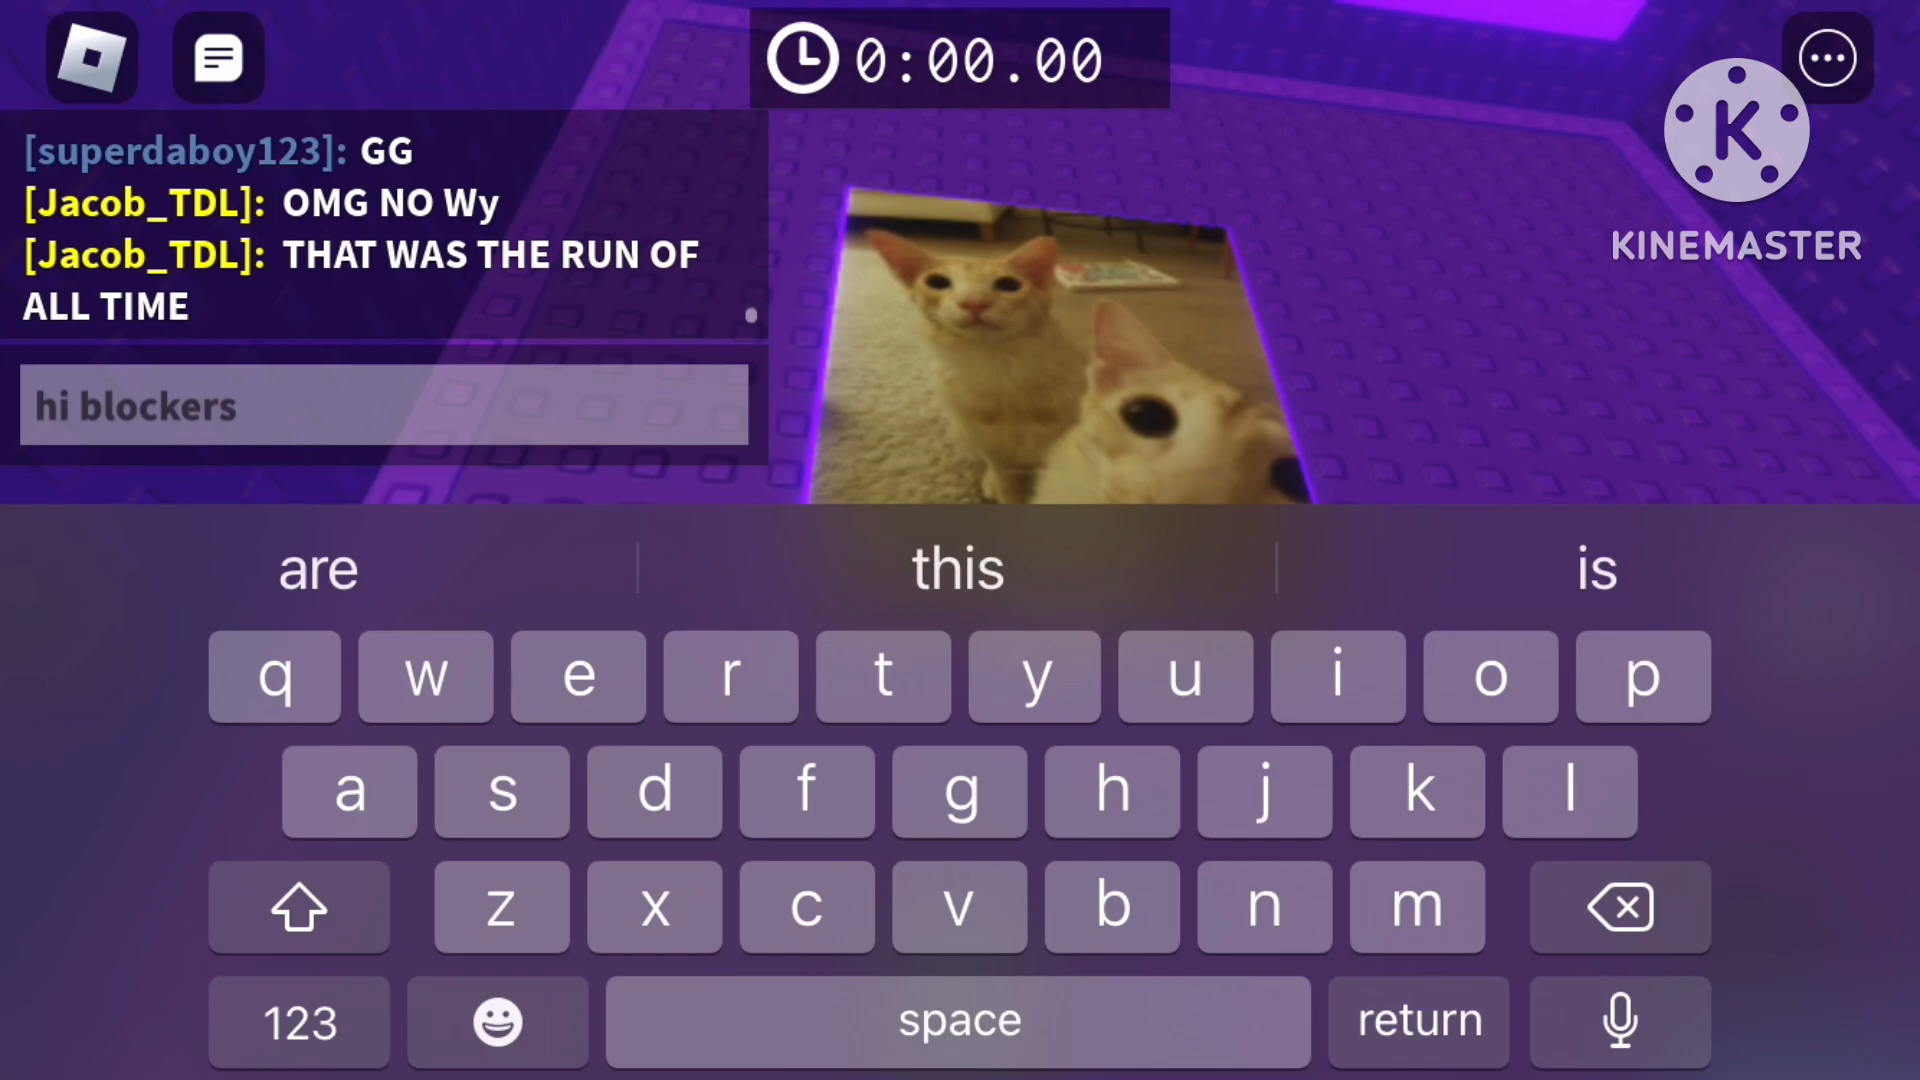 0:00.00
[superdaboy123]: GG
[Jacob_TDL]: OMG NO Wy
[Jacob_TDL]: THAT WAS THE RUN OF
ALL TIME
hi blockers
K
KINEMASTER
are this is
q w e r t y u i o p
a s d f g h j k l
z x c v b n m
123 space return